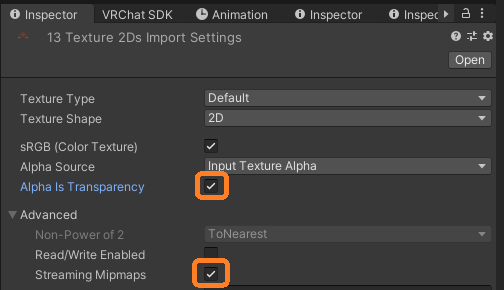 Inspector VRChat SDK Animation Inspector Inspec
13 Texture 2Ds Import Settings
Open
Texture Type Default
Texture Shape 2D
sRGB (Color Texture)
Alpha Source Input Texture Alpha
Alpha Is Transparency
Advanced
Non-Power of 2 ToNearest
Read/Write Enabled
Streaming Mipmaps